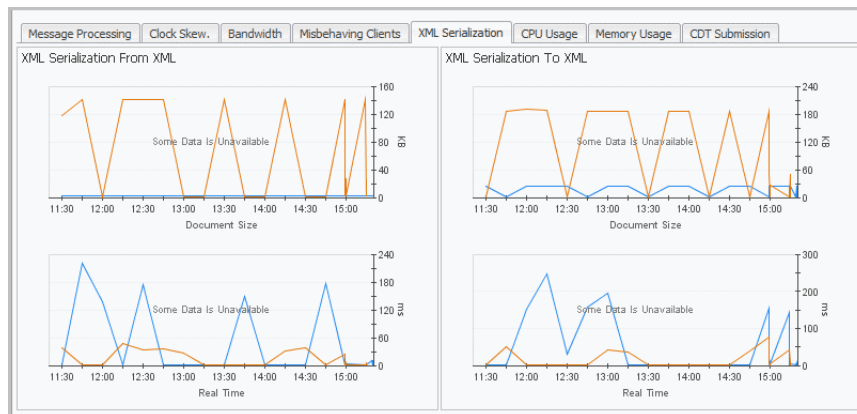 Message Processing Clock Skew. Bandwidth Misbehaving Clients XML Serialization CPU Usage Memory Usage CDT Submission
XML Serialization From XML
160
120
80
40
0
KB
Some Data Is Unavailable
11:30 12:00 12:30 13:00 13:30 14:00 14:30 15:00
Document Size
240
180
120
60
0
ms
Some Data Is Unavailable
11:30 12:00 12:30 13:00 13:30 14:00 14:30 15:00
Real Time
XML Serialization To XML
240
180
120
60
0
KB
Some Data Is Unavailable
11:30 12:00 12:30 13:00 13:30 14:00 14:30 15:00
Document Size
300
200
100
0
ms
Some Data Is Unavailable
11:30 12:00 12:30 13:00 13:30 14:00 14:30 15:00
Real Time